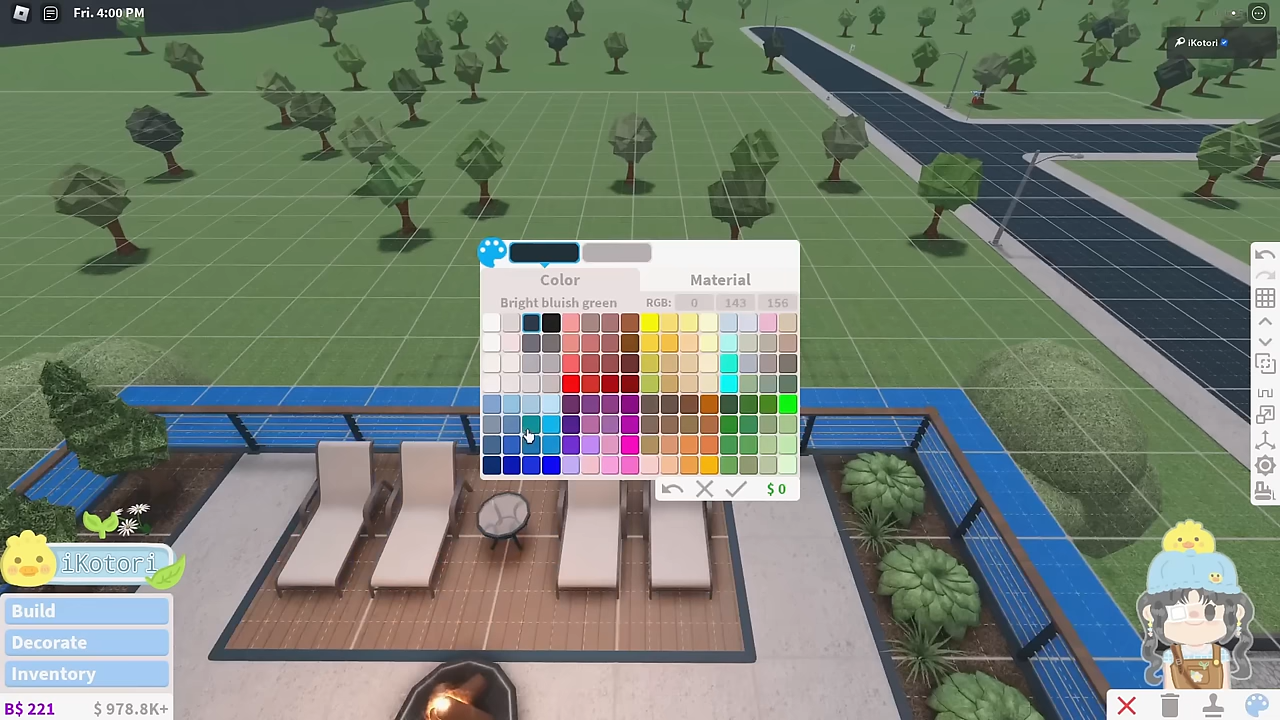 Fri. 4:00 PM
iKotori
Color
Material
Bright bluish green
RGB: 0 143 156
$ 0
iKotori
Build
Decorate
Inventory
B$ 221
$ 978.8K+